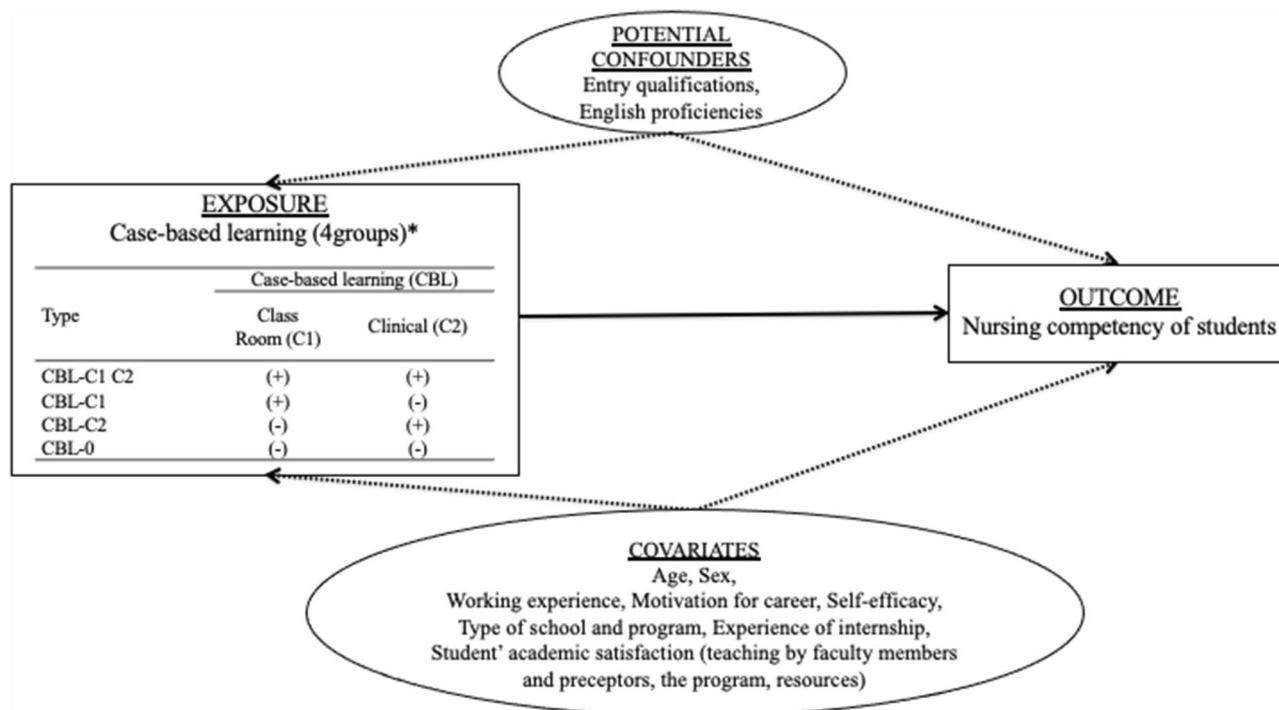 POTENTIAL
CONFOUNDERS
Entry qualifications,
English proficiencies
EXPOSURE
Case-based learning (4groups)*
Case-based learning (CBL)
Type Class Room (C1) Clinical (C2)
CBL-C1 C2 (+) (+)
CBL-C1 (+) (-)
CBL-C2 (-) (+)
CBL-0 (-) (-)
OUTCOME
Nursing competency of students
COVARIATES
Age, Sex,
Working experience, Motivation for career, Self-efficacy,
Type of school and program, Experience of internship,
Student’ academic satisfaction (teaching by faculty members
and preceptors, the program, resources)